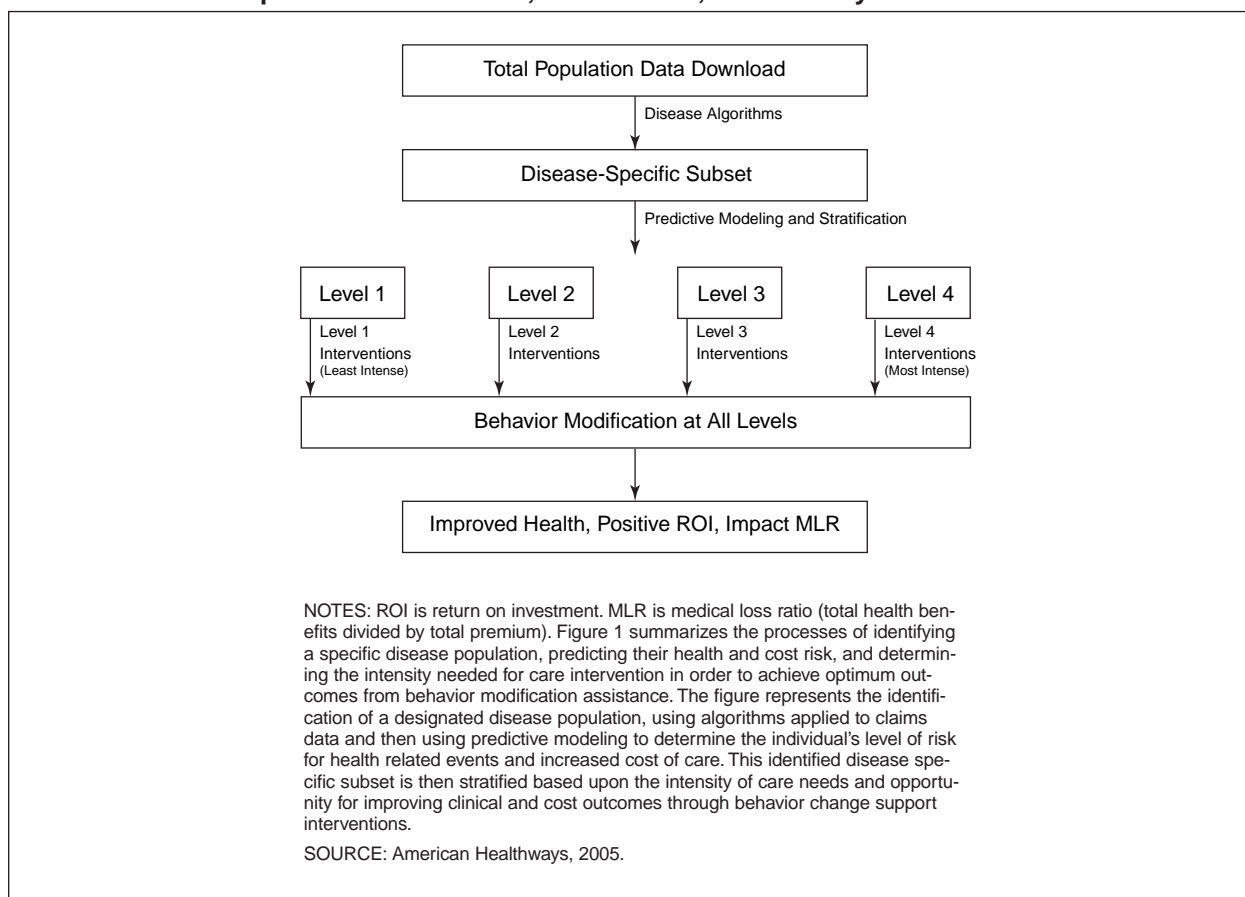 Total Population Data Download
Disease Algorithms
Disease-Specific Subset
Predictive Modeling and Stratification
Level 1
Level 2
Level 3
Level 4
Level 1
Interventions
(Least Intense)
Level 2
Interventions
Level 3
Interventions
Level 4
Interventions
(Most Intense)
Behavior Modification at All Levels
Improved Health, Positive ROI, Impact MLR
NOTES: ROI is return on investment. MLR is medical loss ratio (total health ben-
efits divided by total premium). Figure 1 summarizes the processes of identifying
a specific disease population, predicting their health and cost risk, and determin-
ing the intensity needed for care intervention in order to achieve optimum out-
comes from behavior modification assistance. The figure represents the identifi-
cation of a designated disease population, using algorithms applied to claims
data and then using predictive modeling to determine the individual's level of risk
for health related events and increased cost of care. This identified disease spe-
cific subset is then stratified based upon the intensity of care needs and opportu-
nity for improving clinical and cost outcomes through behavior change support
interventions.
SOURCE: American Healthways, 2005.